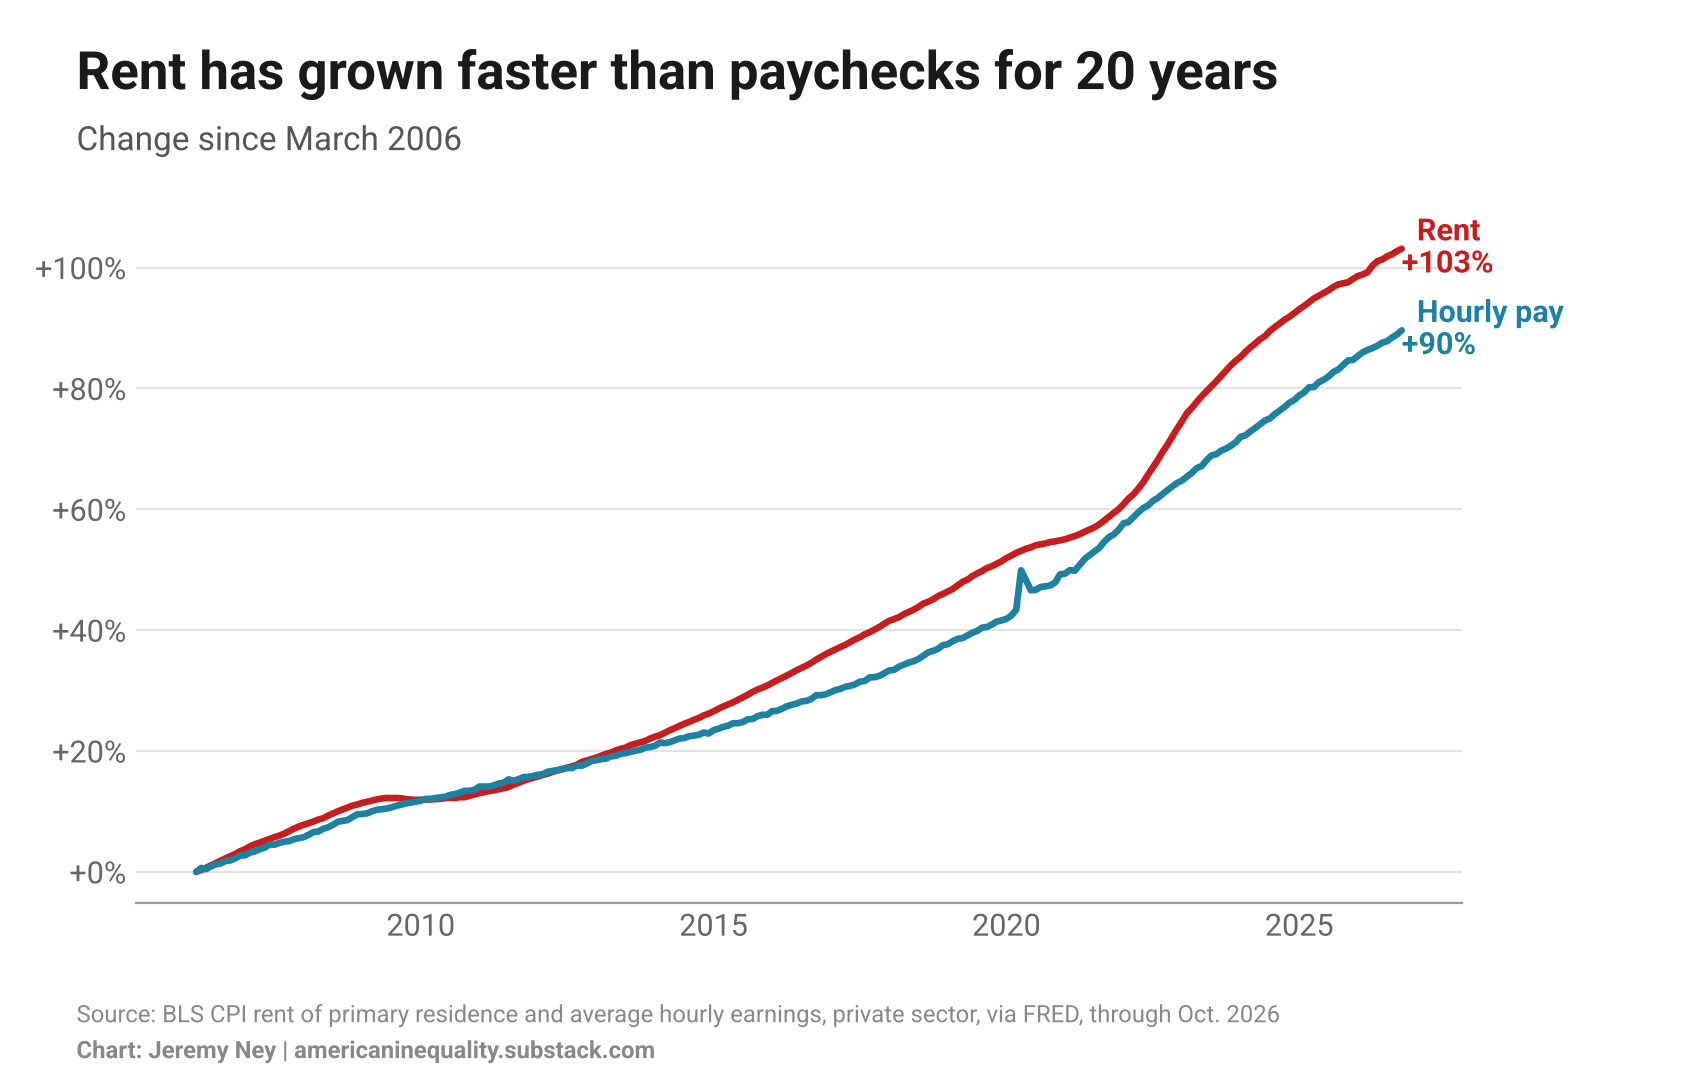 Rent has grown faster than paychecks for 20 years
Change since March 2006
Rent
+103%
Hourly pay
+90%
+100%
+80%
+60%
+40%
+20%
+0%
2010 2015 2020 2025
Source: BLS CPI rent of primary residence and average hourly earnings, private sector, via FRED, through Oct. 2026
Chart: Jeremy Ney | americaninequality.substack.com